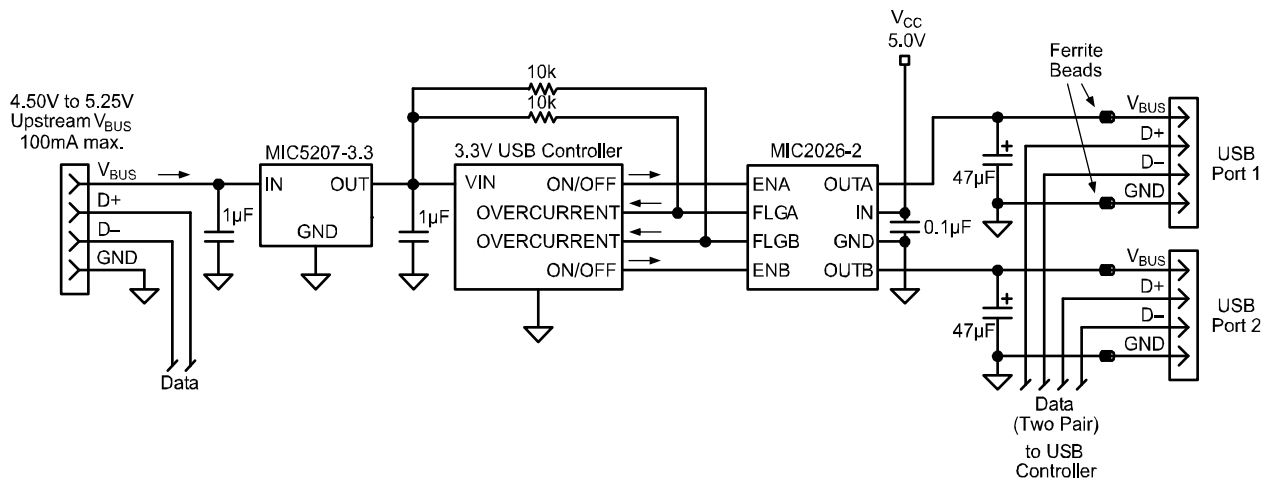 4.50V to 5.25V
Upstream VBUS
100mA max.
VBUS
D+
D–
GND
Data
1µF
MIC5207-3.3
IN
OUT
GND
1µF
10k
10k
3.3V USB Controller
VIN
ON/OFF
OVERCURRENT
OVERCURRENT
ON/OFF
MIC2026-2
ENA
OUTA
FLGA
IN
FLGB
GND
ENB
OUTB
VCC
5.0V
0.1µF
47µF
+
47µF
+
Ferrite
Beads
VBUS
D+
D–
GND
USB
Port 1
VBUS
D+
D–
GND
USB
Port 2
Data
(Two Pair)
to USB
Controller